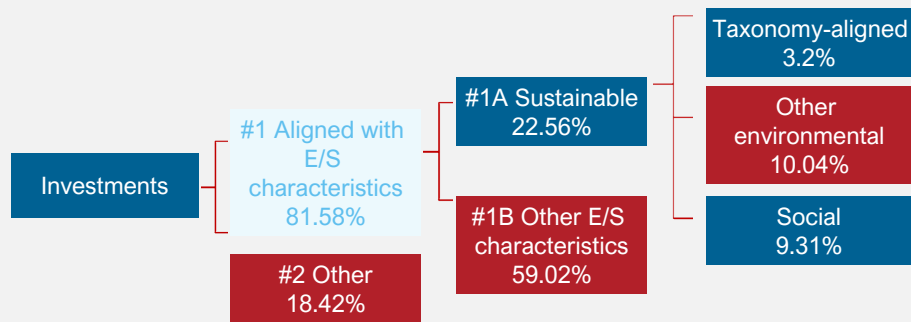 Investments
#1 Aligned with
E/S
characteristics
81.58%
#2 Other
18.42%
#1A Sustainable
22.56%
#1B Other E/S
characteristics
59.02%
Taxonomy-aligned
3.2%
Other
environmental
10.04%
Social
9.31%